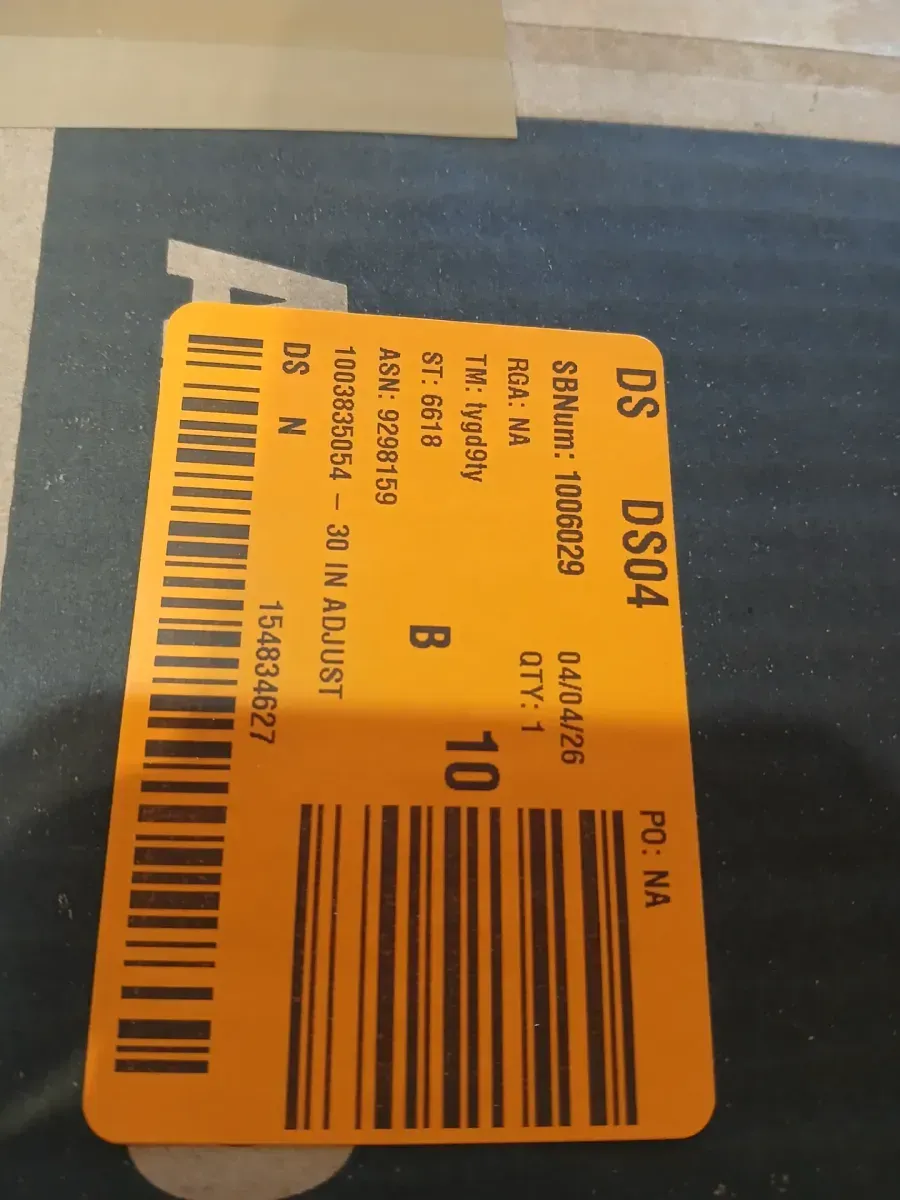 DS DS04 PO: NA
SBNum: 1006029 04/04/26
RGA: NA QTY: 1
TM: tygd9ty 10
ST: 6618 B
ASN: 9298159
1003835054 - 30 IN ADJUST
DS N 154834627